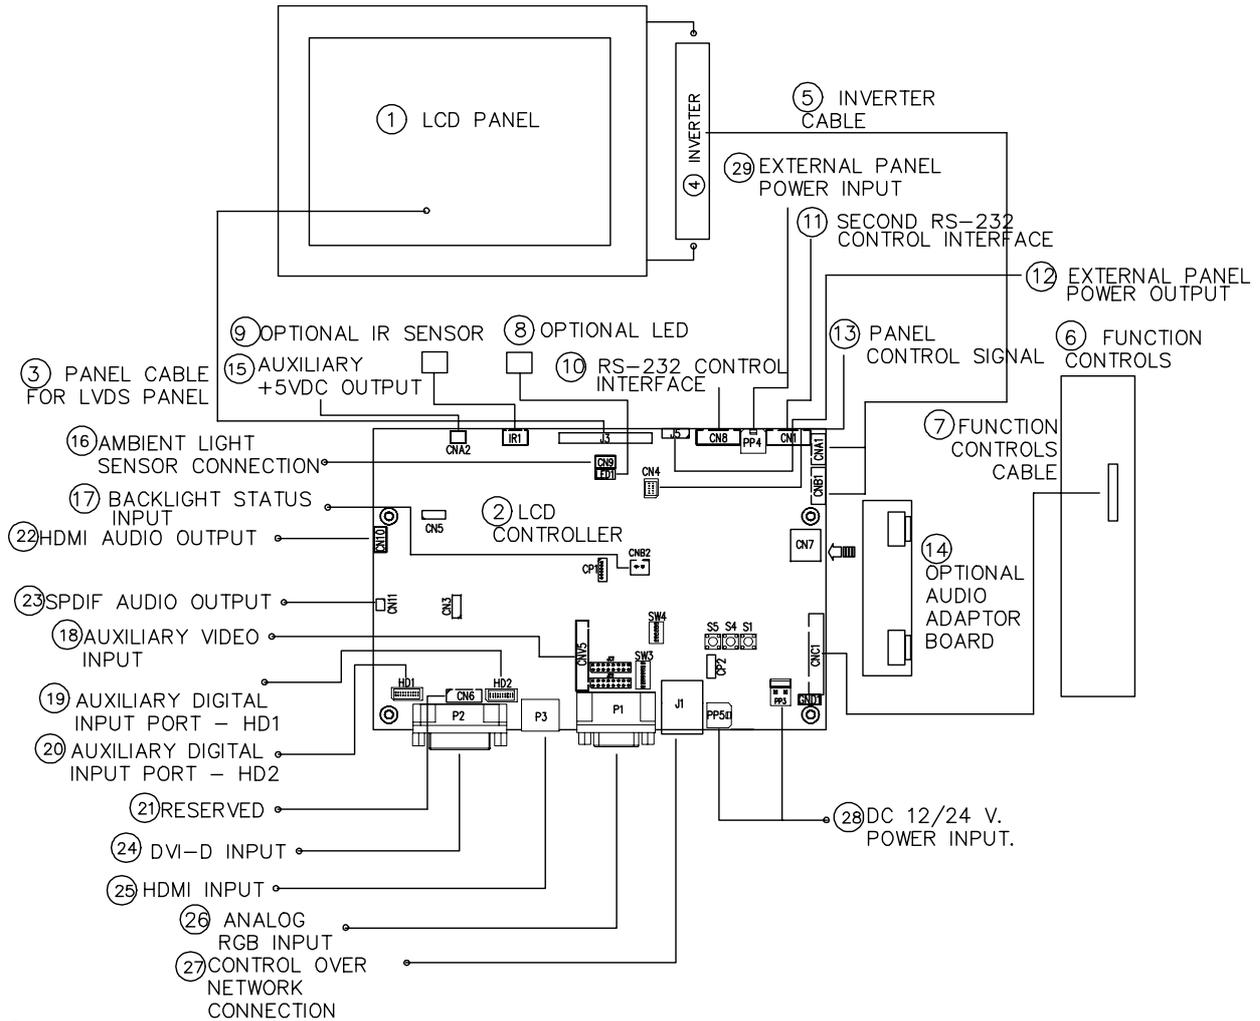 1 LCD PANEL
4 INVERTER
5 INVERTER
CABLE
29 EXTERNAL PANEL
POWER INPUT
11 SECOND RS-232
CONTROL INTERFACE
12 EXTERNAL PANEL
POWER OUTPUT
13 PANEL
CONTROL SIGNAL
6 FUNCTION
CONTROLS
9 OPTIONAL IR SENSOR
8 OPTIONAL LED
10 RS-232 CONTROL
INTERFACE
15 AUXILIARY
+5VDC OUTPUT
3 PANEL CABLE
FOR LVDS PANEL
7 FUNCTION
CONTROLS
CABLE
16 AMBIENT LIGHT
SENSOR CONNECTION
17 BACKLIGHT STATUS
INPUT
22 HDMI AUDIO OUTPUT
2 LCD
CONTROLLER
14
OPTIONAL
AUDIO
ADAPTOR
BOARD
23 SPDIF AUDIO OUTPUT
18 AUXILIARY VIDEO
INPUT
19 AUXILIARY DIGITAL
INPUT PORT - HD1
20 AUXILIARY DIGITAL
INPUT PORT - HD2
21 RESERVED
24 DVI-D INPUT
25 HDMI INPUT
26 ANALOG
RGB INPUT
27 CONTROL OVER
NETWORK
CONNECTION
28 DC 12/24 V.
POWER INPUT.
CNA2
IR1
J3
J5
CN8
PP4
CN1
CNA1
CNB1
CN9
LED1
CN4
CN5
CN10
CNB2
CP1
CN7
CN11
CN3
SW4
S5 S4 S1
CNV5
SW3
CP2
CNC1
HD1
CN6
HD2
PP3
GND1
P2
P3
P1
J1
PP5